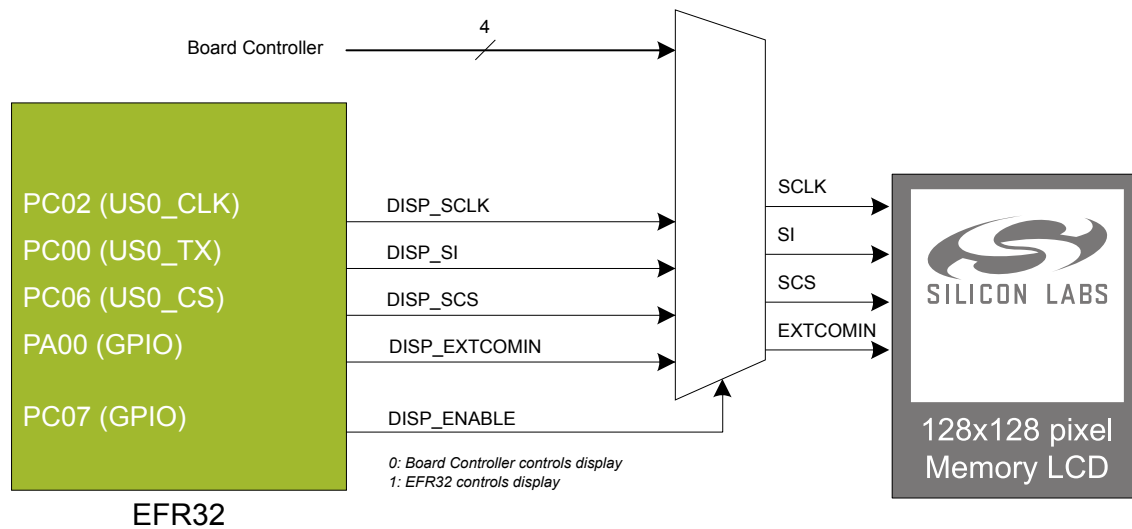 4
Board Controller
PC02 (US0_CLK)
PC00 (US0_TX)
PC06 (US0_CS)
PA00 (GPIO)
PC07 (GPIO)
EFR32
DISP_SCLK
DISP_SI
DISP_SCS
DISP_EXTCOMIN
DISP_ENABLE
0: Board Controller controls display
1: EFR32 controls display
SCLK
SI
SCS
EXTCOMIN
SILICON LABS
128x128 pixel
Memory LCD